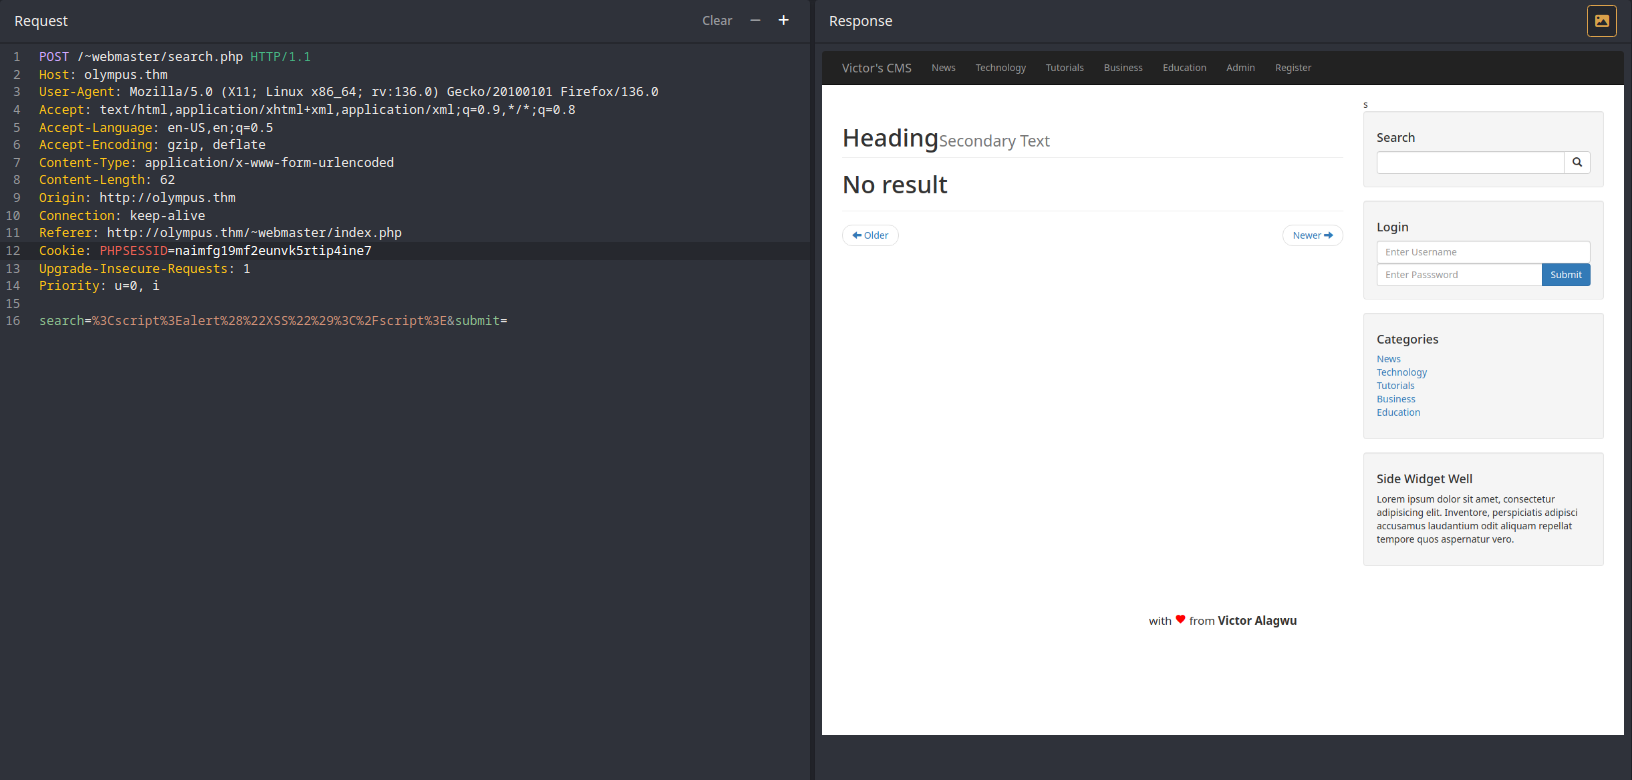 Request
Clear − +
1 POST /~webmaster/search.php HTTP/1.1
2 Host: olympus.thm
3 User-Agent: Mozilla/5.0 (X11; Linux x86_64; rv:136.0) Gecko/20100101 Firefox/136.0
4 Accept: text/html,application/xhtml+xml,application/xml;q=0.9,*/*;q=0.8
5 Accept-Language: en-US,en;q=0.5
6 Accept-Encoding: gzip, deflate
7 Content-Type: application/x-www-form-urlencoded
8 Content-Length: 62
9 Origin: http://olympus.thm
10 Connection: keep-alive
11 Referer: http://olympus.thm/~webmaster/index.php
12 Cookie: PHPSESSID=naimfg19mf2eunvk5rtip4ine7
13 Upgrade-Insecure-Requests: 1
14 Priority: u=0, i
15
16 search=%3Cscript%3Ealert%28%22XSS%22%29%3C%2Fscript%3E&submit=
Response
Victor's CMS News Technology Tutorials Business Education Admin Register
Heading Secondary Text
No result
Older
Newer
s
Search
Login
Enter Username
Enter Passsword Submit
Categories
News
Technology
Tutorials
Business
Education
Side Widget Well
Lorem ipsum dolor sit amet, consectetur
adipisicing elit. Inventore, perspiciatis adipisci
accusamus laudantium odit aliquam repellat
tempore quos aspernatur vero.
with ❤ from Victor Alagwu